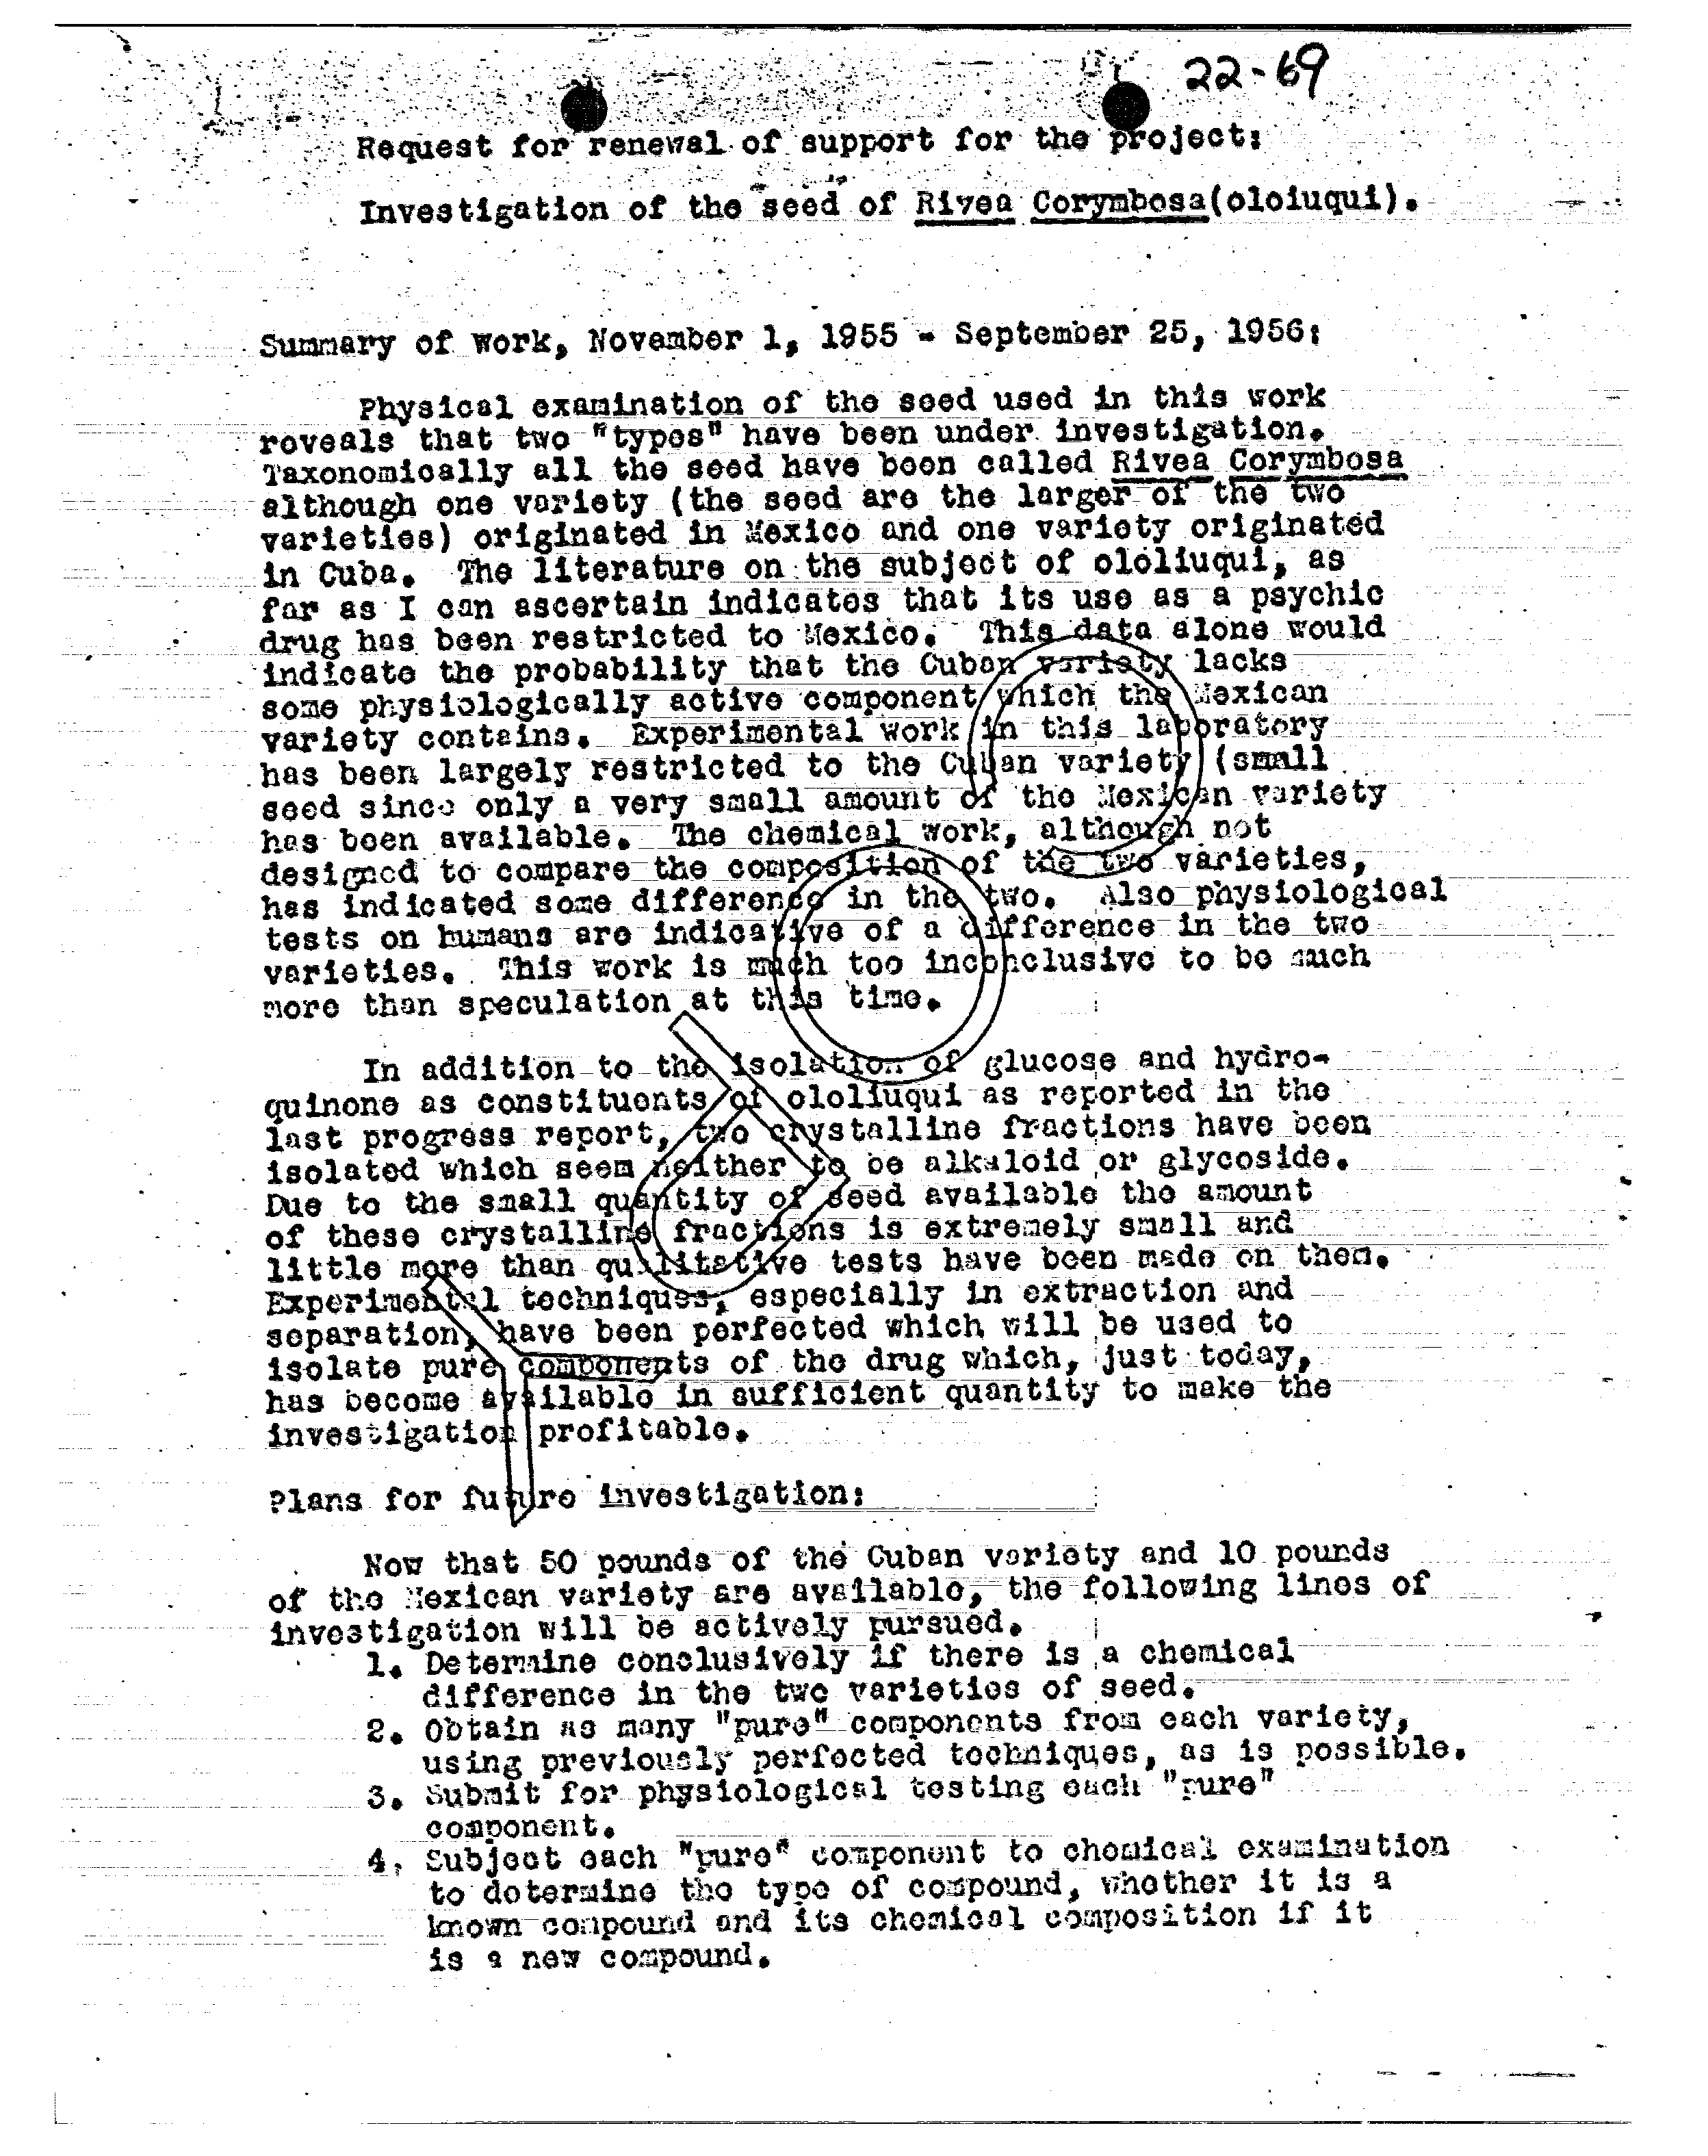 22-69
Request for renewal of support for the project:
Investigation of the seed of Rivea Corymbosa(oloiuqui).
Summary of work, November 1, 1955 - September 25, 1956:
Physical examination of the seed used in this work
reveals that two "types" have been under investigation.
Taxonomically all the seed have been called Rivea Corymbosa
although one variety (the seed are the larger of the two
varieties) originated in Mexico and one variety originated
in Cuba. The literature on the subject of ololiuqui, as
far as I can ascertain indicates that its use as a psychic
drug has been restricted to Mexico. This data alone would
indicate the probability that the Cuban variety lacks
some physiologically active component which the Mexican
variety contains. Experimental work in this laboratory
has been largely restricted to the Cuban variety (small
seed since only a very small amount of the Mexican variety
has been available. The chemical work, although not
designed to compare the composition of the two varieties,
has indicated some difference in the two. Also physiological
tests on humans are indicative of a difference in the two
varieties. This work is much too inconclusive to be much
more than speculation at this time.
In addition to the isolation of glucose and hydro-
quinone as constituents of ololiuqui as reported in the
last progress report, two crystalline fractions have been
isolated which seem neither to be alkaloid or glycoside.
Due to the small quantity of seed available the amount
of these crystalline fractions is extremely small and
little more than qualitative tests have been made on them.
Experimental techniques, especially in extraction and
separation, have been perfected which will be used to
isolate pure components of the drug which, just today,
has become available in sufficient quantity to make the
investigation profitable.
Plans for future investigation:
Now that 50 pounds of the Cuban variety and 10 pounds
of the Mexican variety are available, the following lines of
investigation will be actively pursued.
1. Determine conclusively if there is a chemical
difference in the two varieties of seed.
2. Obtain as many "pure" components from each variety,
using previously perfected techniques, as is possible.
3. Submit for physiological testing each "pure"
component.
4. Subject each "pure" component to chemical examination
to determine the type of compound, whether it is a
known compound and its chemical composition if it
is a new compound.